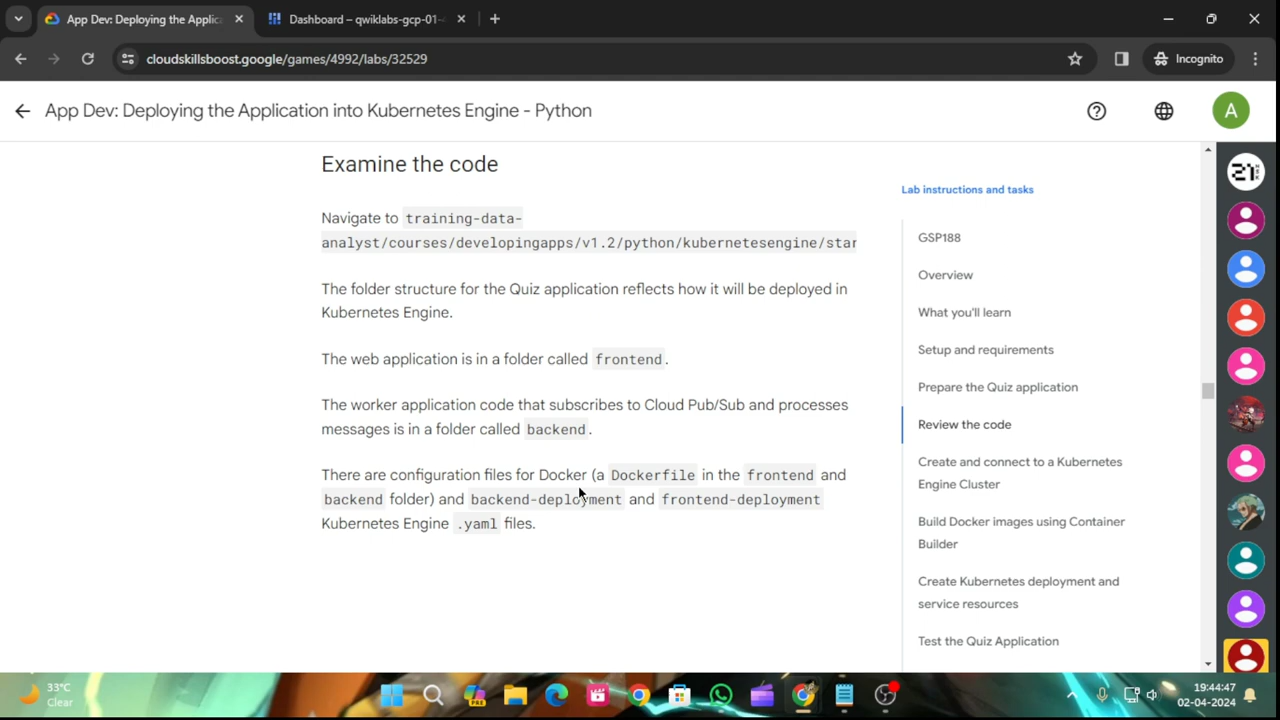 App Dev: Deploying the Applica
Dashboard – qwiklabs-gcp-01-
cloudskillsboost.google/games/4992/labs/32529
Incognito
App Dev: Deploying the Application into Kubernetes Engine - Python
A
Examine the code
Navigate to training-data-
analyst/courses/developingapps/v1.2/python/kubernetesengine/star
The folder structure for the Quiz application reflects how it will be deployed in
Kubernetes Engine.
The web application is in a folder called frontend.
The worker application code that subscribes to Cloud Pub/Sub and processes
messages is in a folder called backend.
There are configuration files for Docker (a Dockerfile in the frontend and
backend folder) and backend-deployment and frontend-deployment
Kubernetes Engine .yaml files.
Lab instructions and tasks
GSP188
Overview
What you'll learn
Setup and requirements
Prepare the Quiz application
Review the code
Create and connect to a Kubernetes
Engine Cluster
Build Docker images using Container
Builder
Create Kubernetes deployment and
service resources
Test the Quiz Application
33°C
Clear
PRE
19:44:47
02-04-2024